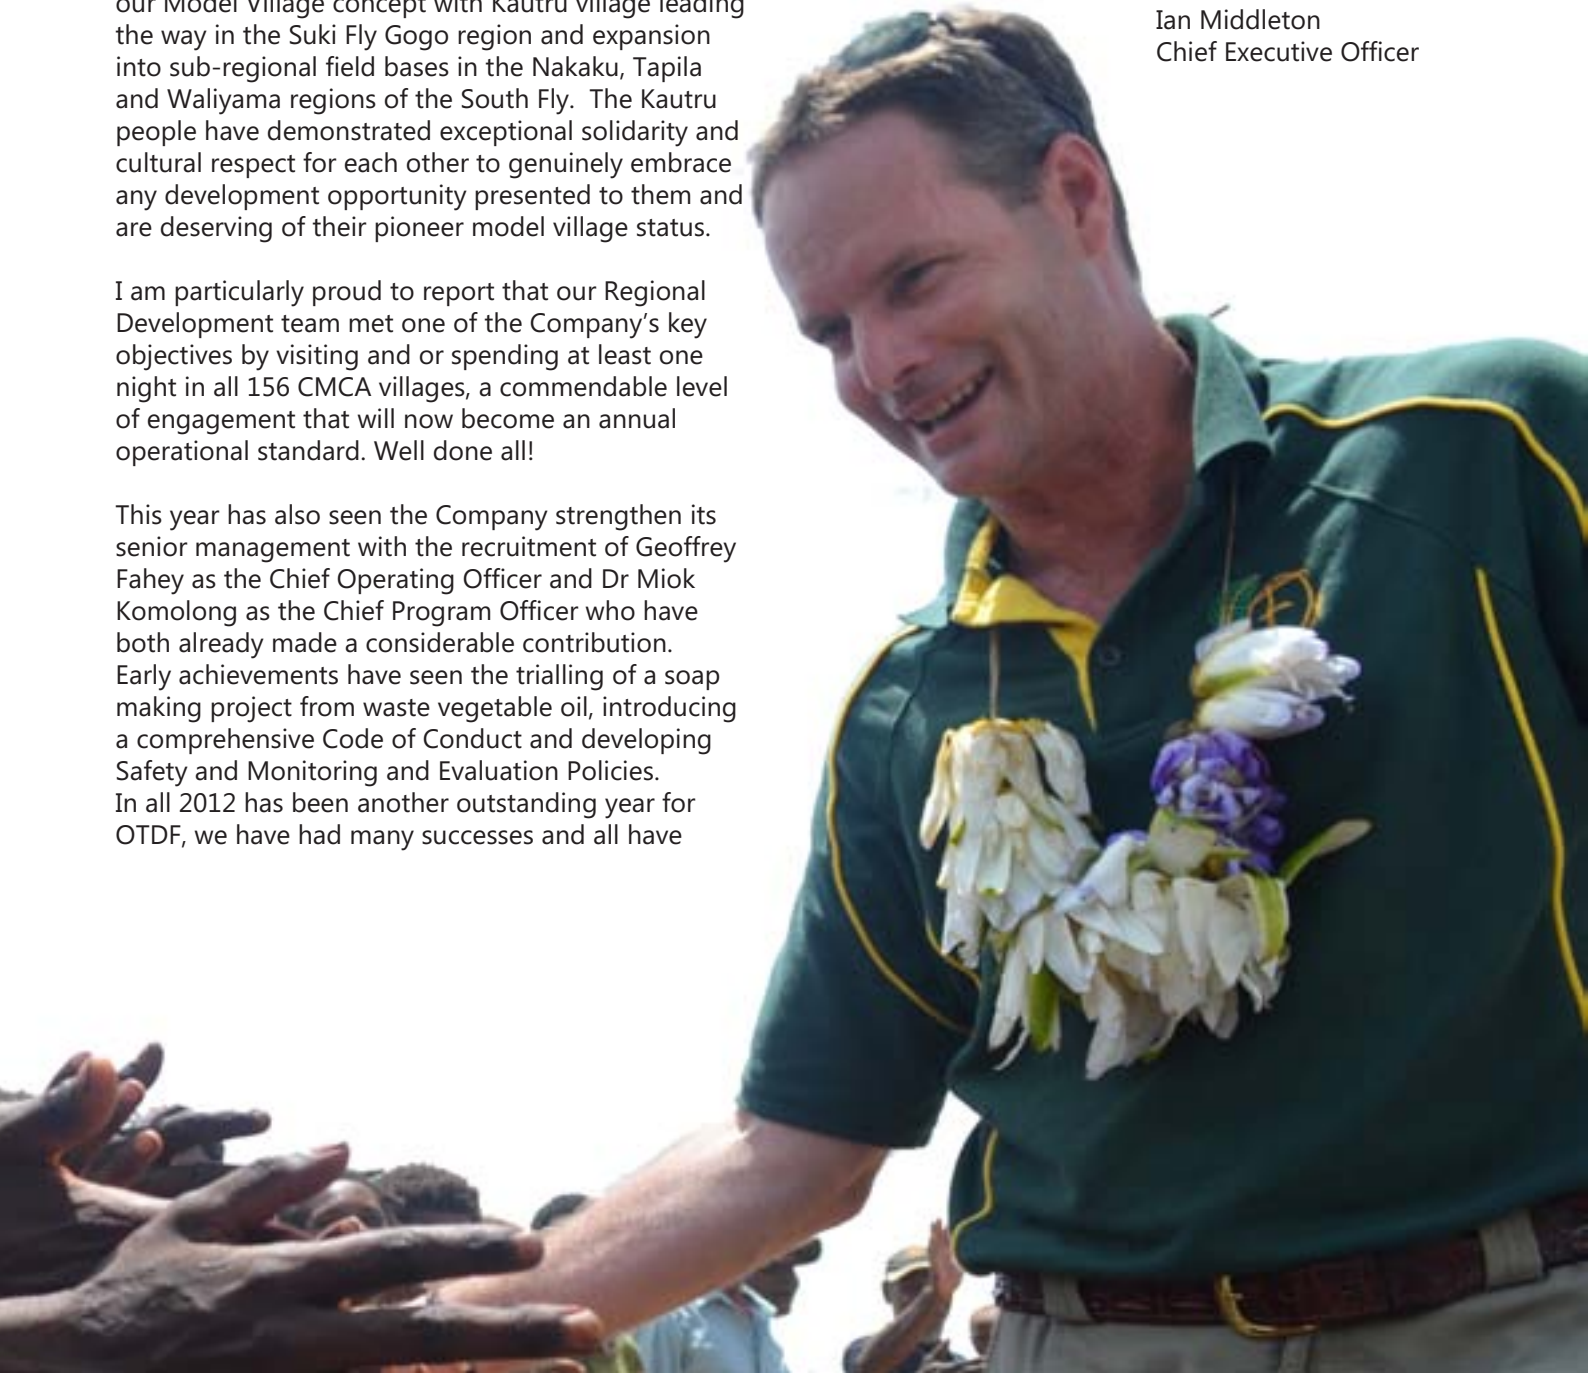 our Model Village concept with Kautru village leading
the way in the Suki Fly Gogo region and expansion
into sub-regional field bases in the Nakaku, Tapila
and Waliyama regions of the South Fly.  The Kautru
people have demonstrated exceptional solidarity and
cultural respect for each other to genuinely embrace
any development opportunity presented to them and
are deserving of their pioneer model village status.

I am particularly proud to report that our Regional
Development team met one of the Company’s key
objectives by visiting and or spending at least one
night in all 156 CMCA villages, a commendable level
of engagement that will now become an annual
operational standard. Well done all!

This year has also seen the Company strengthen its
senior management with the recruitment of Geoffrey
Fahey as the Chief Operating Officer and Dr Miok
Komolong as the Chief Program Officer who have
both already made a considerable contribution.
Early achievements have seen the trialling of a soap
making project from waste vegetable oil, introducing
a comprehensive Code of Conduct and developing
Safety and Monitoring and Evaluation Policies.
In all 2012 has been another outstanding year for
OTDF, we have had many successes and all have

Ian Middleton
Chief Executive Officer